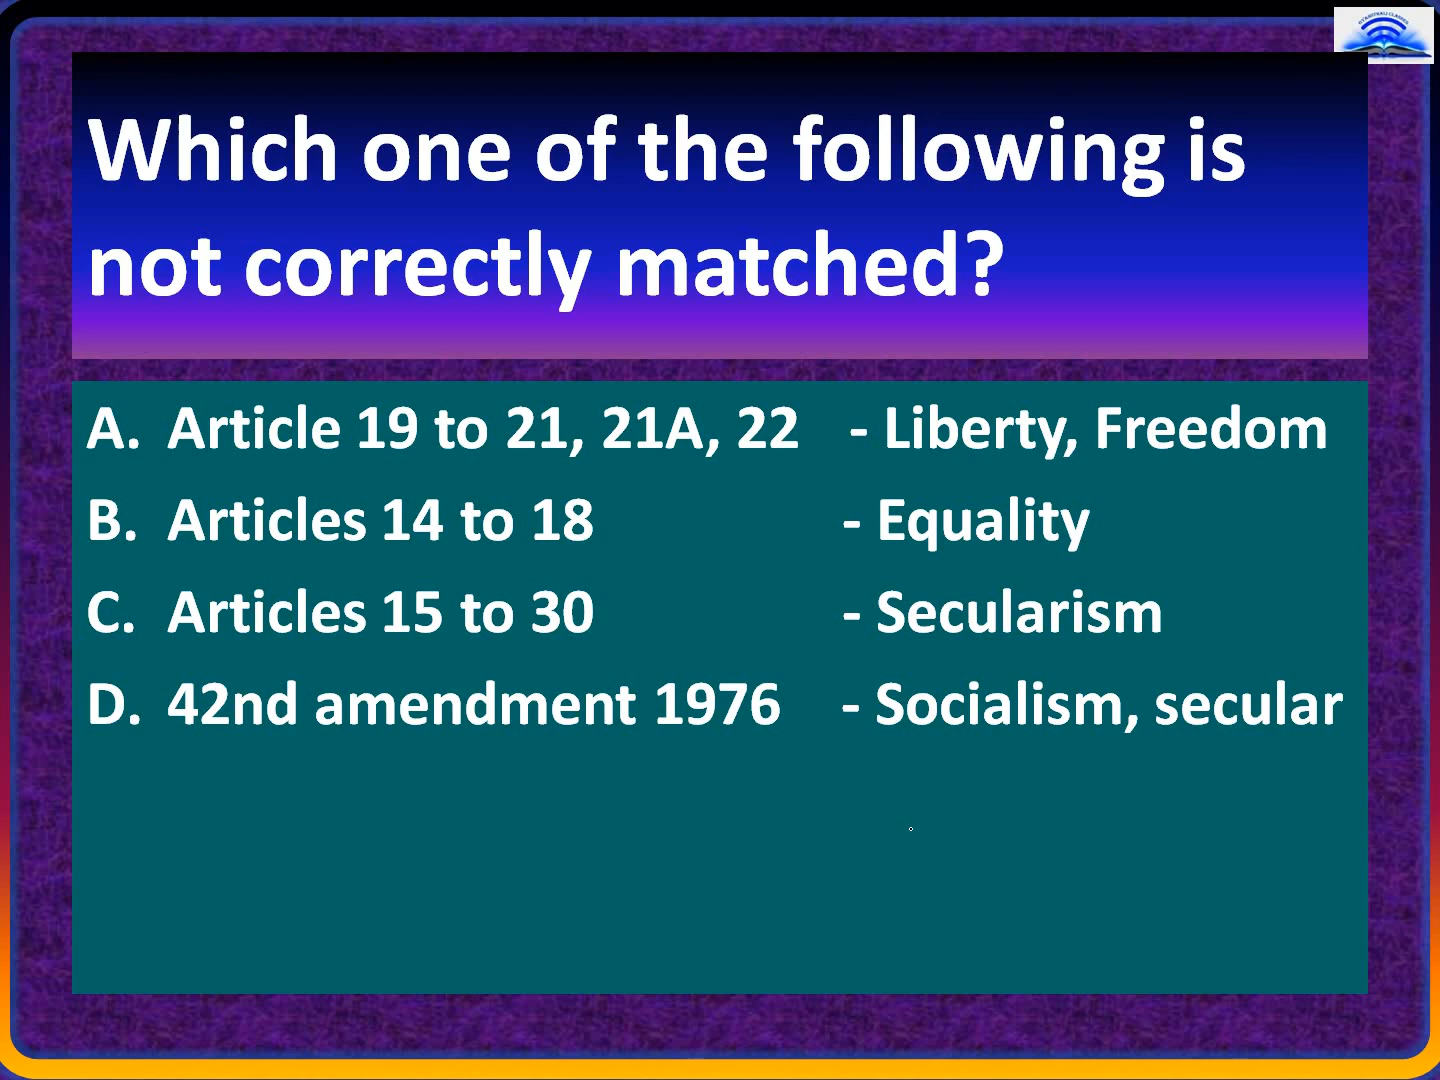 Which one of the following is
not correctly matched?
A. Article 19 to 21, 21A, 22 - Liberty, Freedom
B. Articles 14 to 18 - Equality
C. Articles 15 to 30 - Secularism
D. 42nd amendment 1976 - Socialism, secular